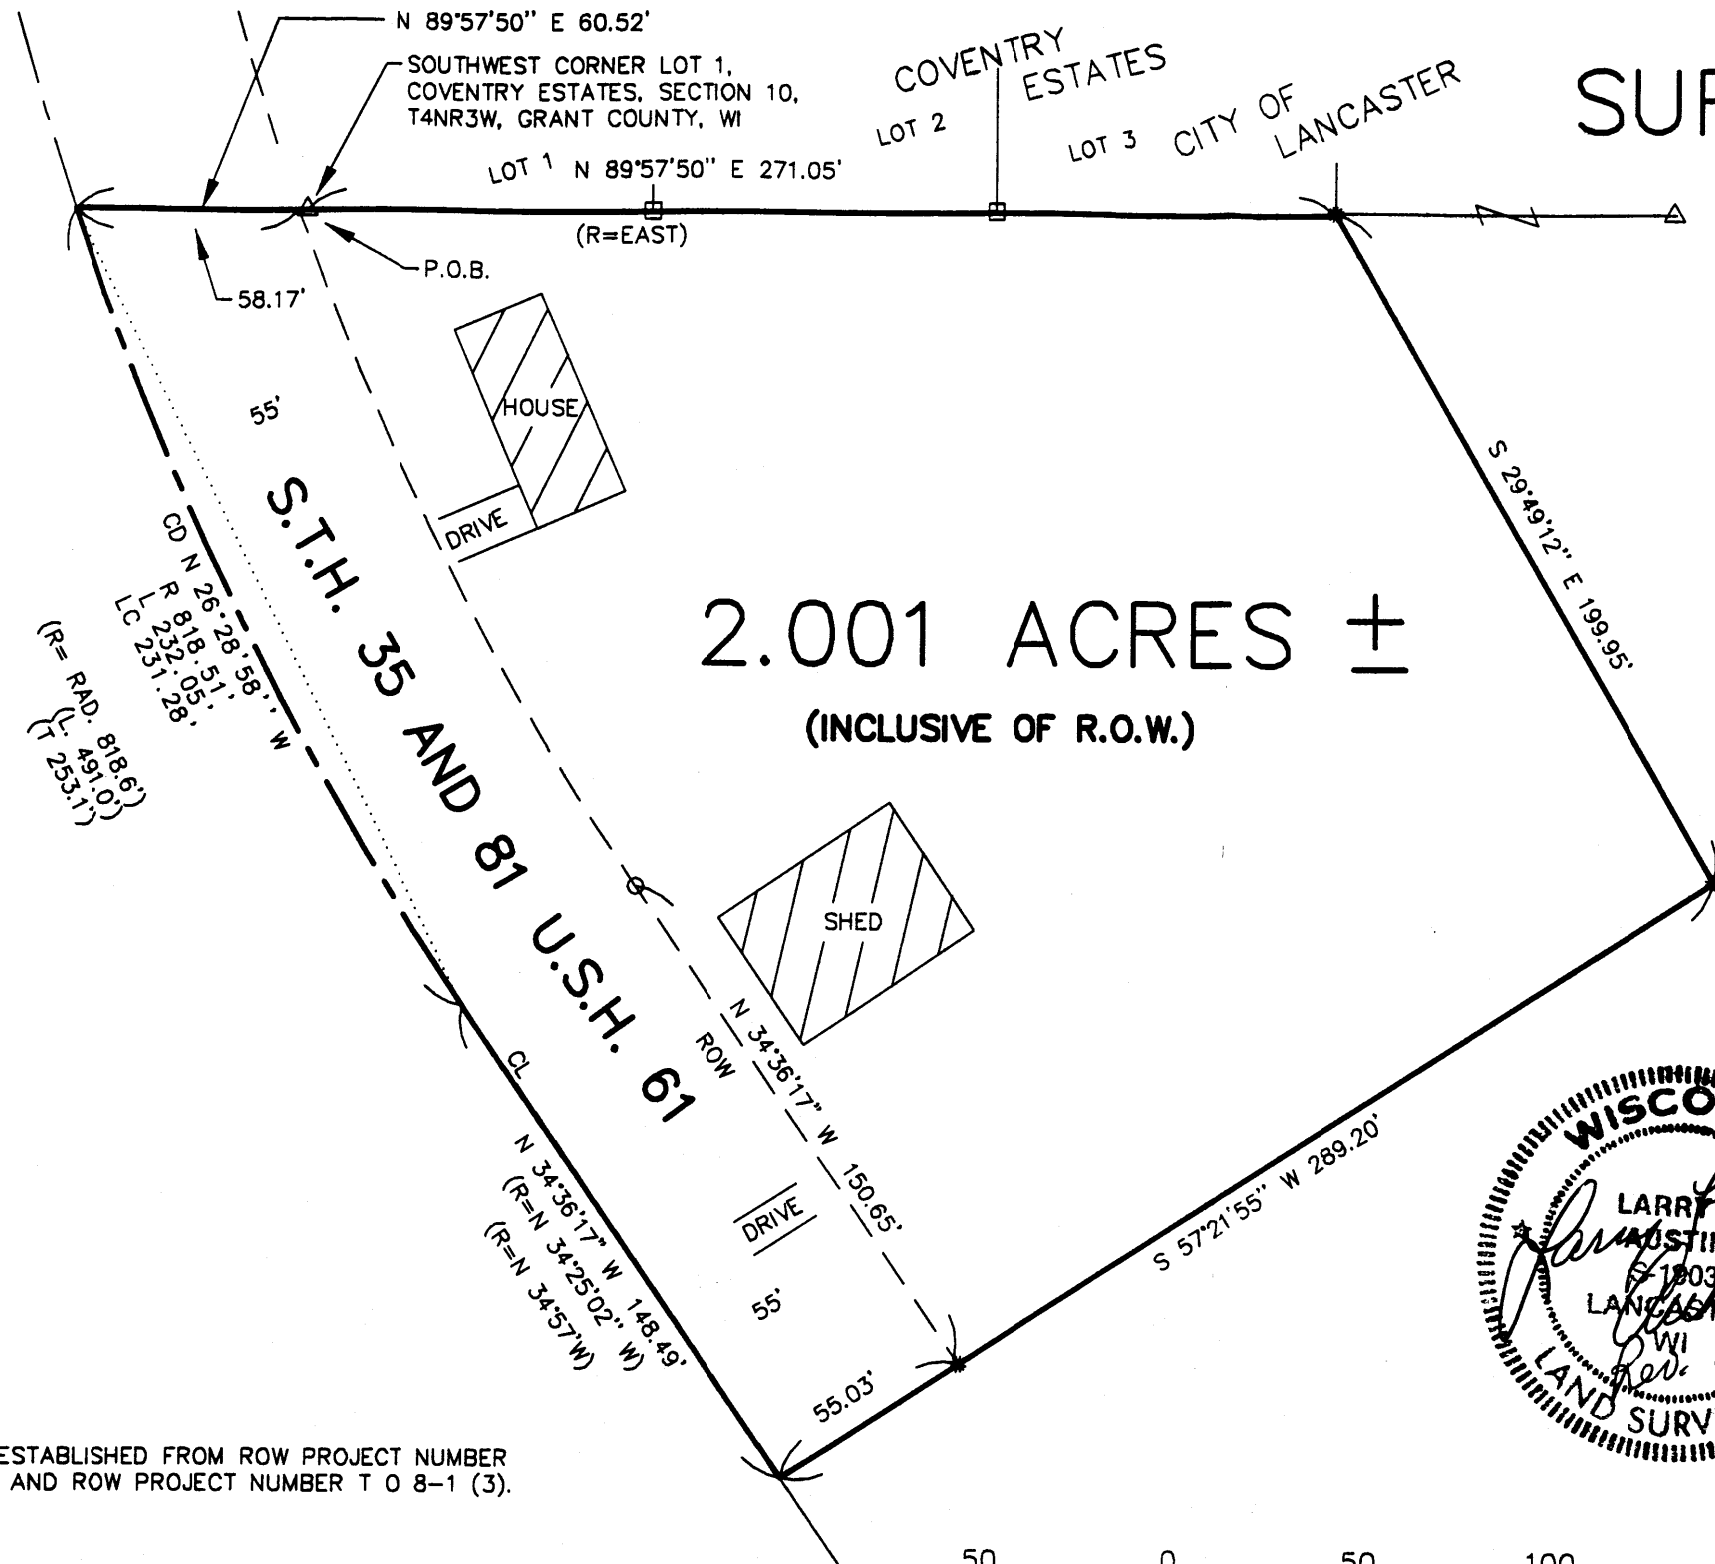 N 89°57'50" E 60.52'
SOUTHWEST CORNER LOT 1,
COVENTRY ESTATES, SECTION 10,
T4NR3W, GRANT COUNTY, WI
COVENTRY
ESTATES
LOT 1
N 89°57'50" E 271.05'
LOT 2
LOT 3
CITY OF
LANCASTER
SUR
(R=EAST)
P.O.B.
58.17'
55'
HOUSE
DRIVE
S.T.H. 35 AND 81 U.S.H. 61
S 29°49'12" E 199.95'
CD N 26°28'58'' W
R 818.51'
L 232.05'
LC 231.28'
(R= RAD. 818.6')
(L. 491.0')
(T 253.1')
2.001 ACRES ±
(INCLUSIVE OF R.O.W.)
SHED
N 34°36'17" W 150.65'
ROW
CL
N 34°36'17" W 148.49'
(R=N 34°25'02" W)
(R=N 34°57'W)
DRIVE
55'
55.03'
S 57°21'55" W 289.20'
WISCO
LARRY
AUSTI
S-1903
LANCAST
WI
Rev.
LAND SURV
ESTABLISHED FROM ROW PROJECT NUMBER
AND ROW PROJECT NUMBER T 0 8-1 (3).
50 0 50 100